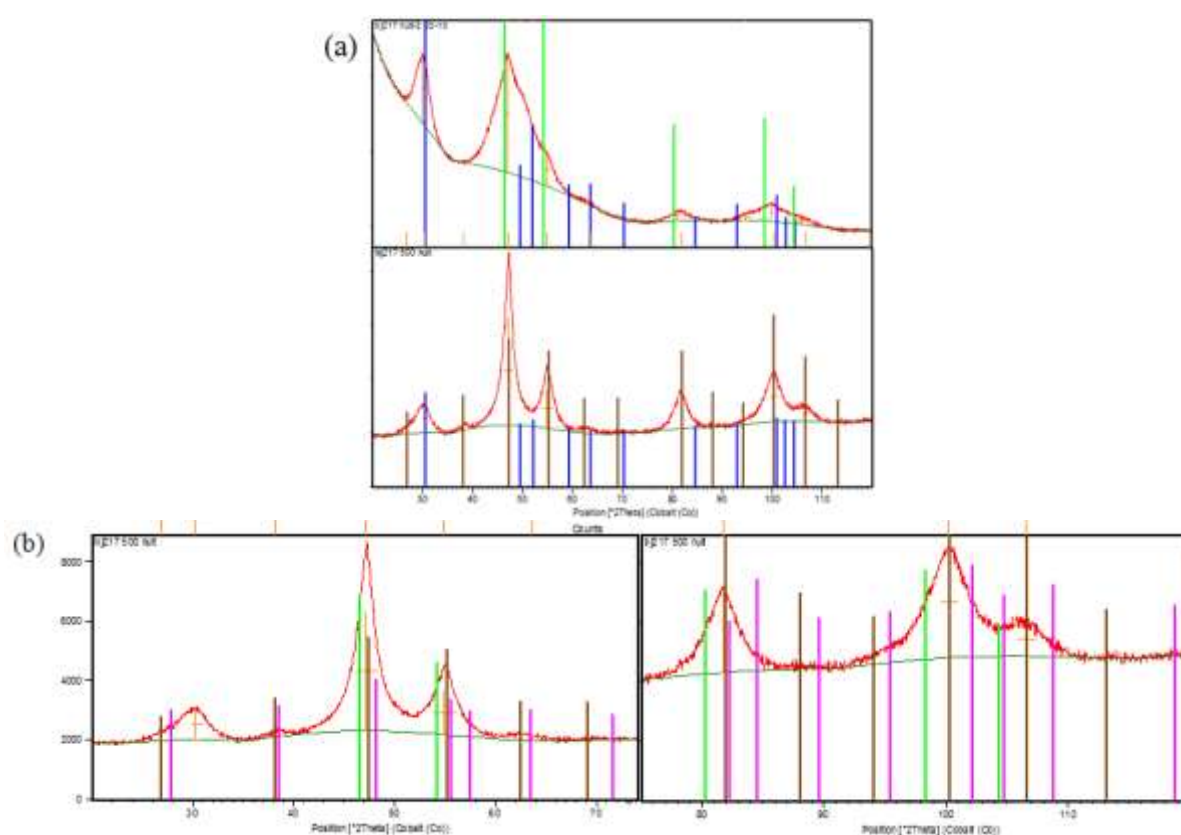 (a)
30 40 50 60 70 80 90 100 110
Position [°2Theta] (Cobalt (Co))
(b)
Counts
8000
6000
4000
2000
0
30 40 50 60 70
Position [°2Theta] (Cobalt (Co))
80 90 100 110
Position [°2Theta] (Cobalt (Co))